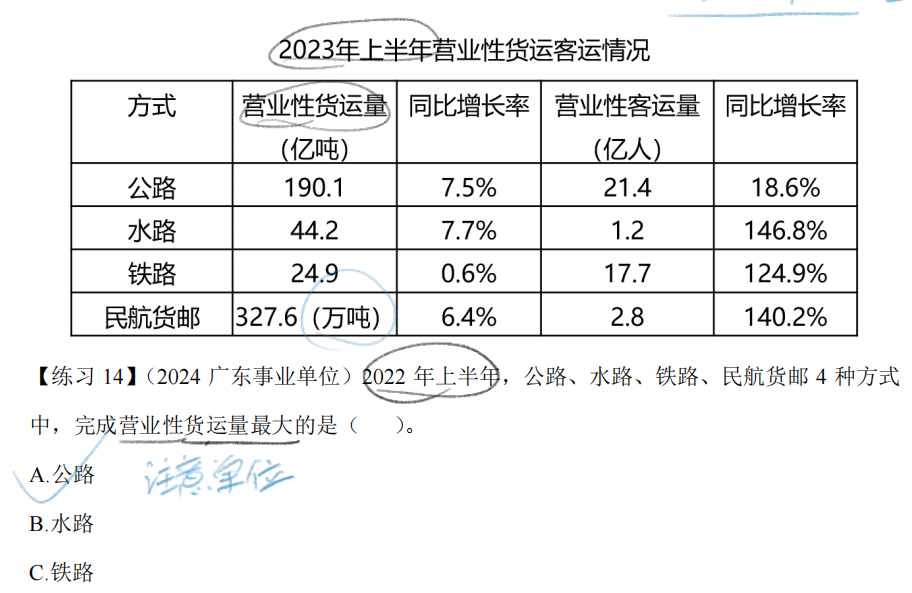 2023年上半年营业性货运客运情况
方式 营业性货运量（亿吨） 同比增长率 营业性客运量（亿人） 同比增长率
公路 190.1 7.5% 21.4 18.6%
水路 44.2 7.7% 1.2 146.8%
铁路 24.9 0.6% 17.7 124.9%
民航货邮 327.6（万吨） 6.4% 2.8 140.2%
【练习 14】（2024 广东事业单位）2022 年上半年，公路、水路、铁路、民航货邮 4 种方式
中，完成营业性货运量最大的是（ ）。
A.公路 注意单位
B.水路
C.铁路